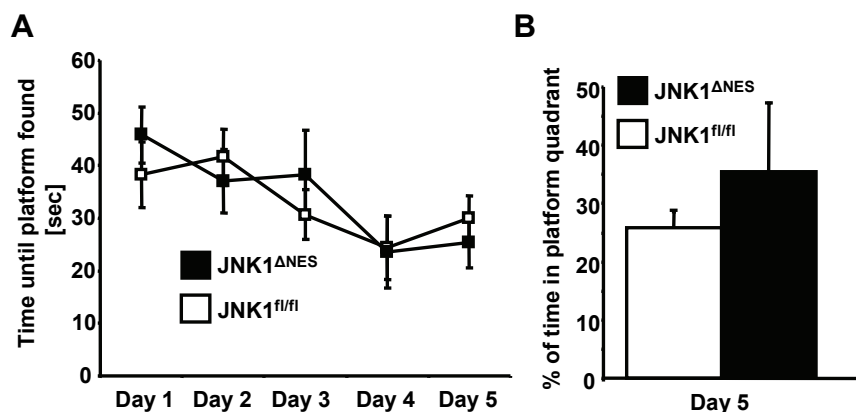 A
Time until platform found
[sec]
60
50
40
30
20
10
0
JNK1ΔNES
JNK1fl/fl
Day 1 Day 2 Day 3 Day 4 Day 5
B
% of time in platform quadrant
50
40
30
20
10
0
JNK1ΔNES
JNK1fl/fl
Day 5